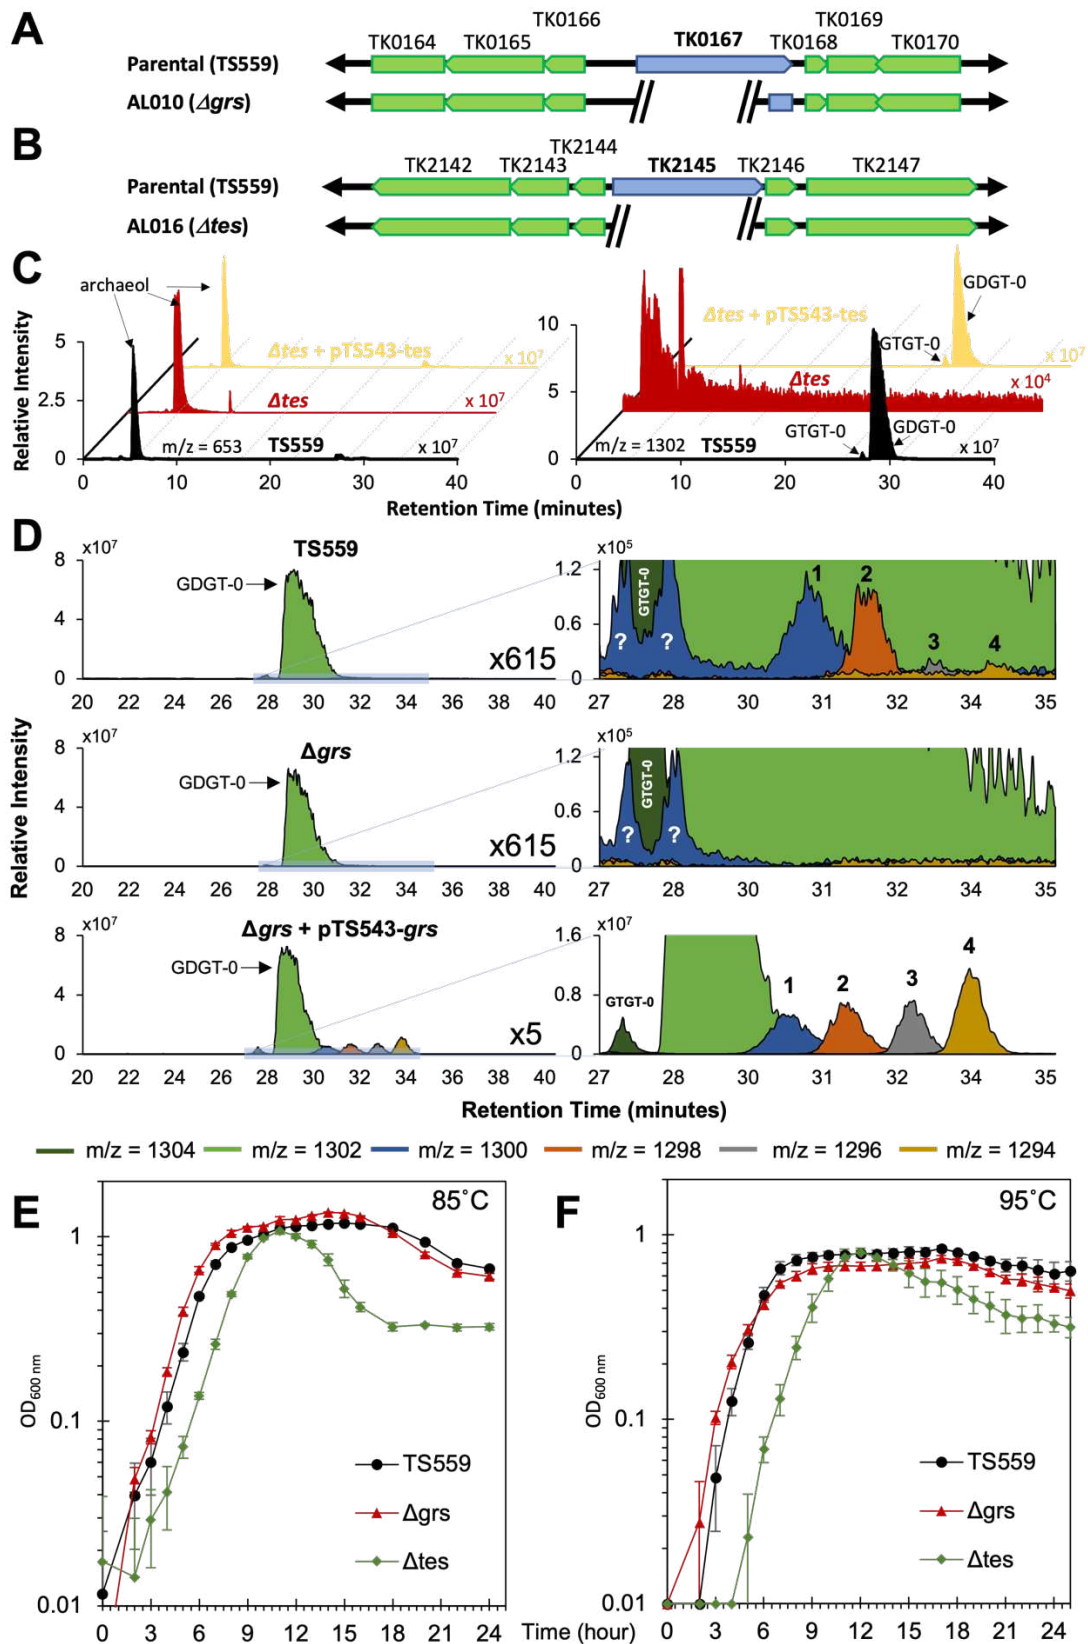 A
TK0166
TK0169
TK0164
TK0165
TK0167
TK0168
TK0170
Parental (TS559)
AL010 (Δgrs)
B
TK2144
TK2142
TK2143
TK2145
TK2146
TK2147
Parental (TS559)
AL016 (Δtes)
C
archaeol
Relative Intensity
5
2.5
0
Δtes + pTS543-tes
x 10⁷
Δtes
x 10⁷
m/z = 653
TS559
x 10⁷
0 10 20 30 40
10
5
0
GDGT-0
Δtes + pTS543-tes
GTGT-0
x 10⁷
Δtes
x 10⁴
GTGT-0
GDGT-0
m/z = 1302
TS559
x 10⁷
0 10 20 30 40
Retention Time (minutes)
D
x10⁷
TS559
8
4
0
GDGT-0
x615
20 22 24 26 28 30 32 34 36 38 40
x10⁵
1.2
0.6
0
GTGT-0
? ?
1 2 3 4
27 28 28 31 32 34 35
Relative Intensity
x10⁷
Δgrs
8
4
0
GDGT-0
x615
20 22 24 26 28 30 32 34 36 38 40
x10⁵
1.2
0.6
0
GTGT-0
? ?
27 28 28 31 32 32 35
x10⁷
Δgrs + pTS543-grs
8
4
0
GDGT-0
x5
20 22 24 26 28 30 32 34 36 38 40
x10⁷
1.6
0.8
0
GTGT-0
1 2 3 4
27 28 28 31 32 34 35
Retention Time (minutes)
m/z = 1304 m/z = 1302 m/z = 1300 m/z = 1298 m/z = 1296 m/z = 1294
E
85˚C
OD600 nm
1
0.1
0.01
TS559
Δgrs
Δtes
0 3 6 9 12 15 18 21 24
Time (hour)
F
95˚C
OD600 nm
1
0.1
0.01
TS559
Δgrs
Δtes
0 3 6 9 12 15 18 21 24